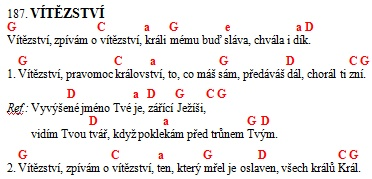 187. VÍTĚZSTVÍ
G C a G e a D
Vítězství, zpívám o vítězství, králi mému buď sláva, chvála i dík.
G C a G D C G
1. Vítězství, pravomoc království, to, co máš sám, předáváš dál, chorál ti zní.
D a D G C G
Ref.: Vyvýšené jméno Tvé je, zářící Ježíši,
D a G D
vidím Tvou tvář, když poklekám před trůnem Tvým.
G C a G D C G
2. Vítězství, zpívám o vítězství, ten, který mřel je oslaven, všech králů Král.